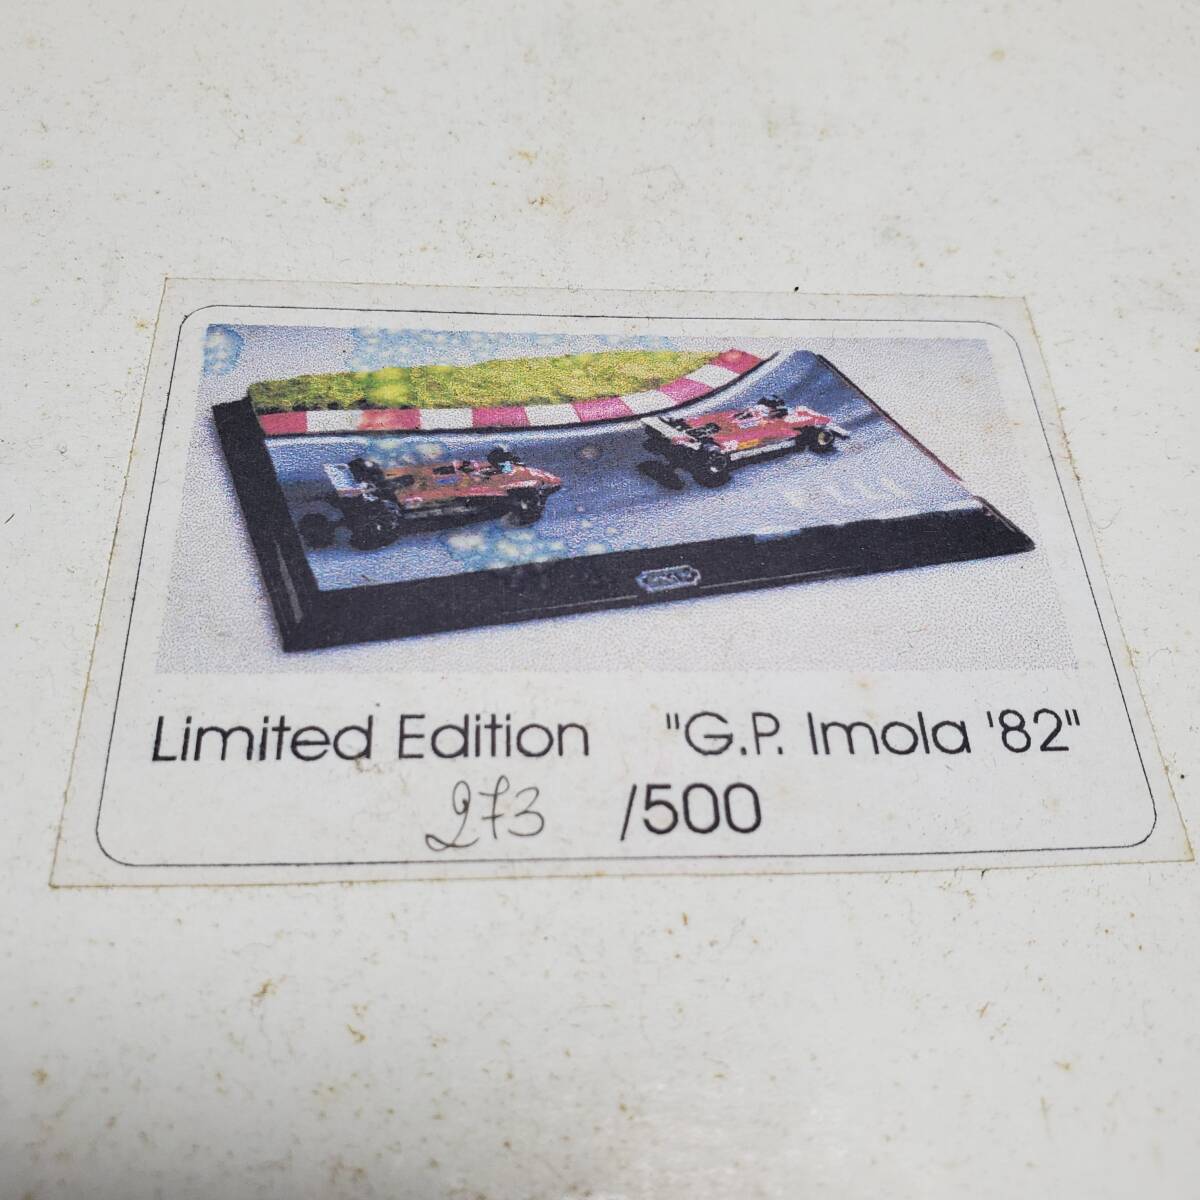 Limited Edition "G.P. Imola '82"
273 /500